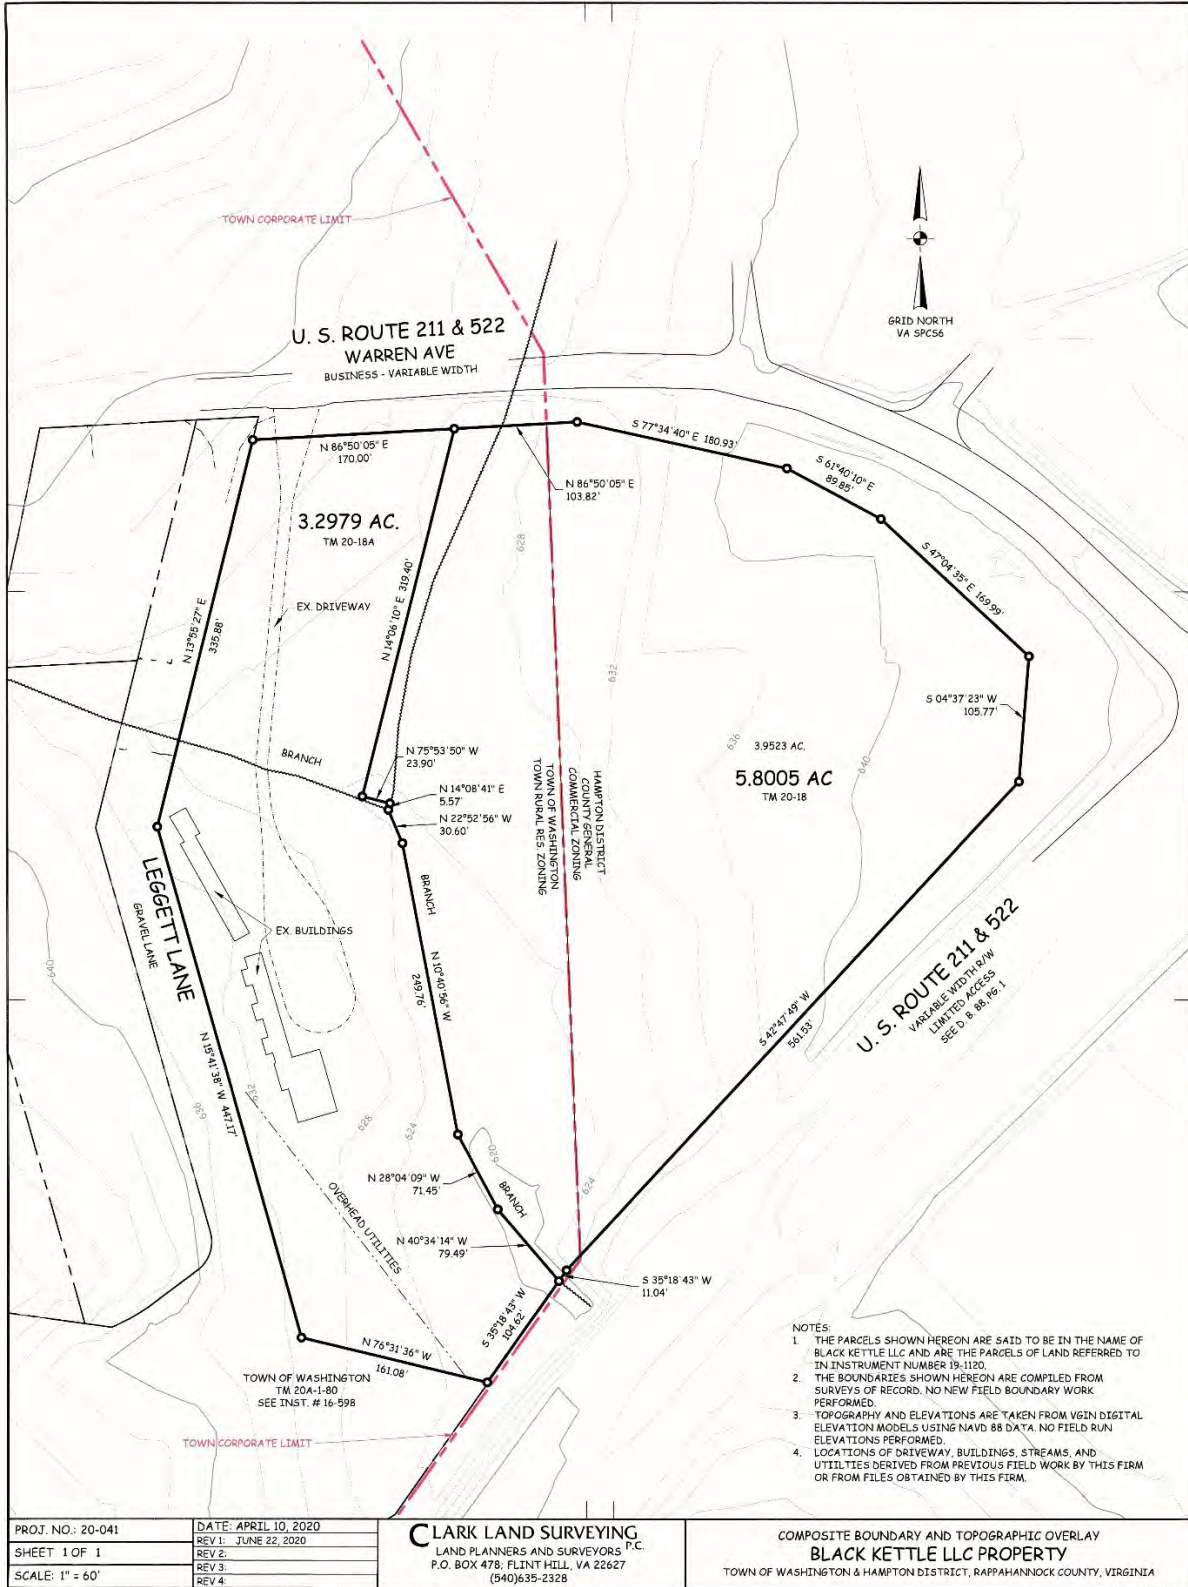 TOWN CORPORATE LIMIT
GRID NORTH
VA SPCS6
U. S. ROUTE 211 & 522
WARREN AVE
BUSINESS - VARIABLE WIDTH
N 86°50'05" E
170.00'
S 77°34'40" E 180.93'
S 61°40'10" E
89.85'
N 86°50'05" E
103.82'
3.2979 AC.
TM 20-18A
628
S 47°04'35" E 169.99'
N 13°55'27" E
335.88'
EX. DRIVEWAY
N 14°06'10" E 319.40'
632
S 04°37'23" W
105.77'
BRANCH
N 75°53'50" W
23.90'
636
3.9523 AC.
5.8005 AC
TM 20-18
640
N 14°08'41" E
5.57'
N 22°52'56" W
30.60'
HAMPTON DISTRICT
COUNTY GENERAL
COMMERCIAL ZONING
TOWN OF WASHINGTON
TOWN RURAL RES. ZONING
LEGGETT LANE
GRAVEL LANE
BRANCH
EX. BUILDINGS
640
N 10°40'56" W
249.76'
U. S. ROUTE 211 & 522
VARIABLE WIDTH R/W
LIMITED ACCESS
SEE D. B. 88, PG. 1
S 42°47'49" W
561.53'
N 15°41'38" W 447.17'
636
632
628
624
620
N 28°04'09" W
71.45'
BRANCH
624
OVERHEAD UTILITIES
N 40°34'14" W
79.49'
S 35°18'43" W
11.04'
S 35°18'43" W
104.62'
N 76°31'36" W
161.08'
TOWN OF WASHINGTON
TM 20A-1-80
SEE INST. # 16-598
TOWN CORPORATE LIMIT
NOTES:
1. THE PARCELS SHOWN HEREON ARE SAID TO BE IN THE NAME OF
BLACK KETTLE LLC AND ARE THE PARCELS OF LAND REFERRED TO
IN INSTRUMENT NUMBER 19-1120.
2. THE BOUNDARIES SHOWN HEREON ARE COMPILED FROM
SURVEYS OF RECORD. NO NEW FIELD BOUNDARY WORK
PERFORMED.
3. TOPOGRAPHY AND ELEVATIONS ARE TAKEN FROM VGIN DIGITAL
ELEVATION MODELS USING NAVD 88 DATA. NO FIELD RUN
ELEVATIONS PERFORMED.
4. LOCATIONS OF DRIVEWAY, BUILDINGS, STREAMS, AND
UTIILTIES DERIVED FROM PREVIOUS FIELD WORK BY THIS FIRM
OR FROM FILES OBTAINED BY THIS FIRM.
PROJ. NO.: 20-041
SHEET 1 OF 1
SCALE: 1" = 60'
DATE: APRIL 10, 2020
REV 1: JUNE 22, 2020
REV 2:
REV 3:
REV 4:
CLARK LAND SURVEYING P.C.
LAND PLANNERS AND SURVEYORS
P.O. BOX 478; FLINT HILL, VA 22627
(540)635-2328
COMPOSITE BOUNDARY AND TOPOGRAPHIC OVERLAY
BLACK KETTLE LLC PROPERTY
TOWN OF WASHINGTON & HAMPTON DISTRICT, RAPPAHANNOCK COUNTY, VIRGINIA